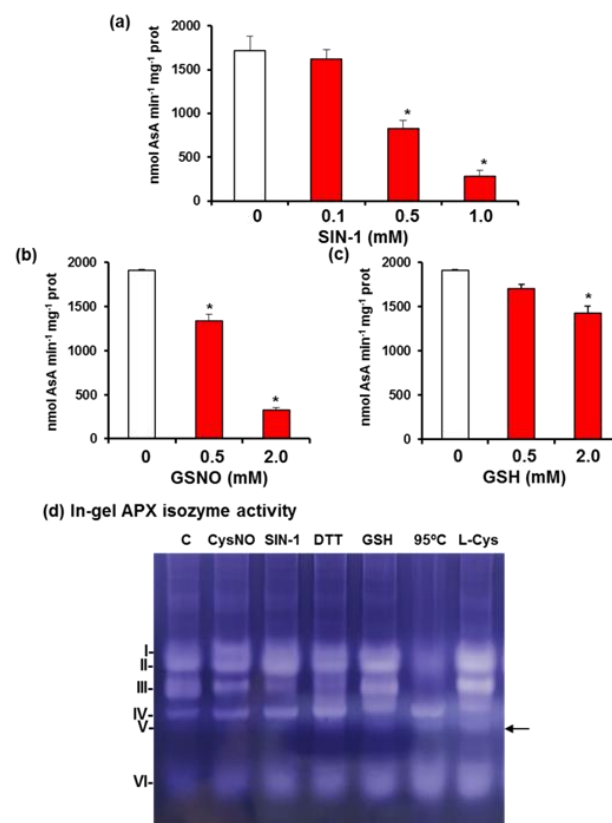 (a)
nmol AsA min-1 mg-1 prot
2000
1500
1000
500
0
*
*
0 0.1 0.5 1.0
SIN-1 (mM)
(b)
nmol AsA min-1 mg-1 prot
2000
1500
1000
500
0
*
*
0 0.5 2.0
GSNO (mM)
(c)
nmol AsA min-1 mg-1 prot
2000
1500
1000
500
0
*
0 0.5 2.0
GSH (mM)
(d) In-gel APX isozyme activity
C CysNO SIN-1 DTT GSH 95ºC L-Cys
I-
II-
III-
IV-
V-
VI-